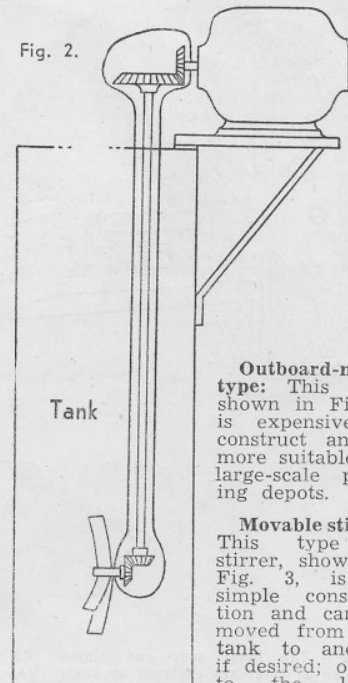 Fig. 2.
Tank
Outboard-m
type: This
shown in Fi
is expensive
construct an
more suitable
large-scale p
ing depots.
Movable sti
This type
stirrer, show
Fig. 3, is
simple cons
tion and ca
moved from
tank to an
if desired; o
to the l